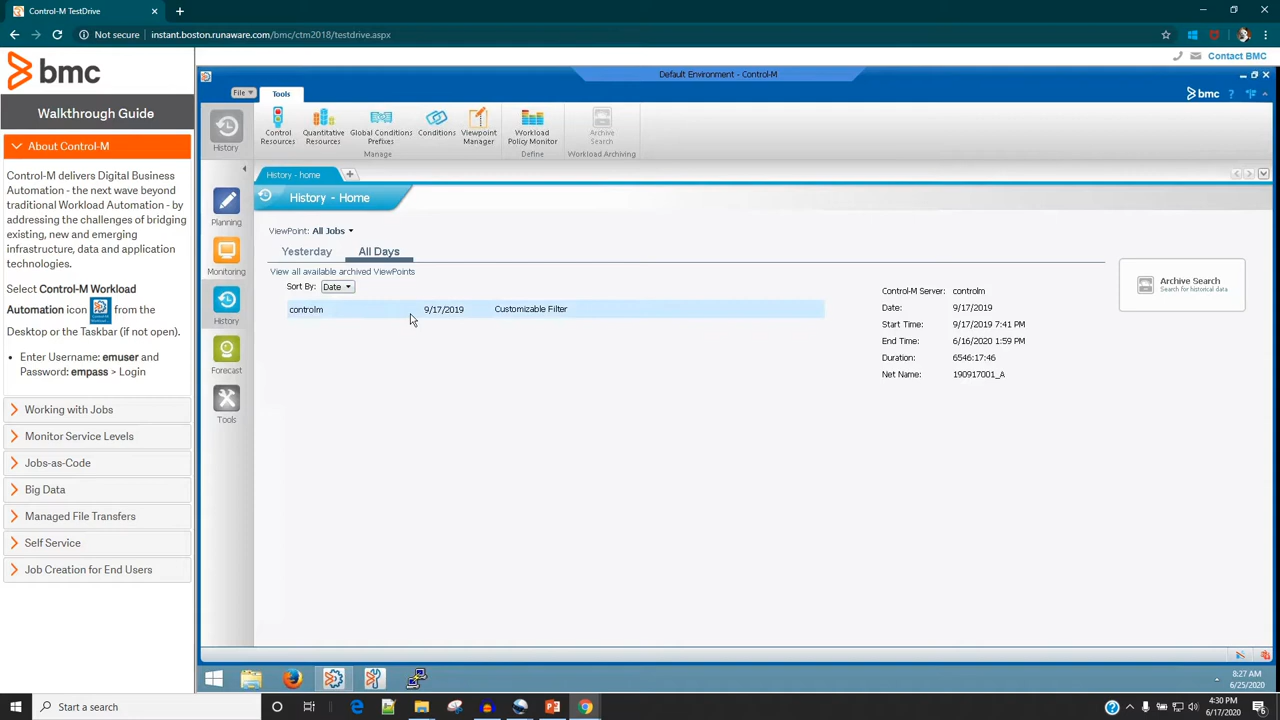 Control-M TestDrive
Not secure
instant.boston.runaware.com/bmc/ctm2018/testdrive.aspx
Contact BMC
bmc
Walkthrough Guide
About Control-M
Control-M delivers Digital Business
Automation - the next wave beyond
traditional Workload Automation - by
addressing the challenges of bridging
existing, new and emerging
infrastructure, data and application
technologies.
Select Control-M Workload
Automation icon from the
Desktop or the Taskbar (if not open).
Enter Username: emuser and
Password: empass > Login
Working with Jobs
Monitor Service Levels
Jobs-as-Code
Big Data
Managed File Transfers
Self Service
Job Creation for End Users
Default Environment - Control-M
File
Tools
bmc
History
Control
Resources
Quantitative
Resources
Global Conditions
Prefixes
Conditions
Viewpoint
Manager
Manage
Workload
Policy Monitor
Define
Archive
Search
Workload Archiving
Planning
Monitoring
History
Forecast
Tools
History - home
History - Home
ViewPoint: All Jobs
Yesterday
All Days
View all available archived ViewPoints
Sort By: Date
controlm 9/17/2019 Customizable Filter
Control-M Server: controlm
Date: 9/17/2019
Start Time: 9/17/2019 7:41 PM
End Time: 6/16/2020 1:59 PM
Duration: 6546:17:46
Net Name: 190917001_A
Archive Search
Search for historical data
8:27 AM
6/25/2020
Start a search
4:30 PM
6/17/2020
6